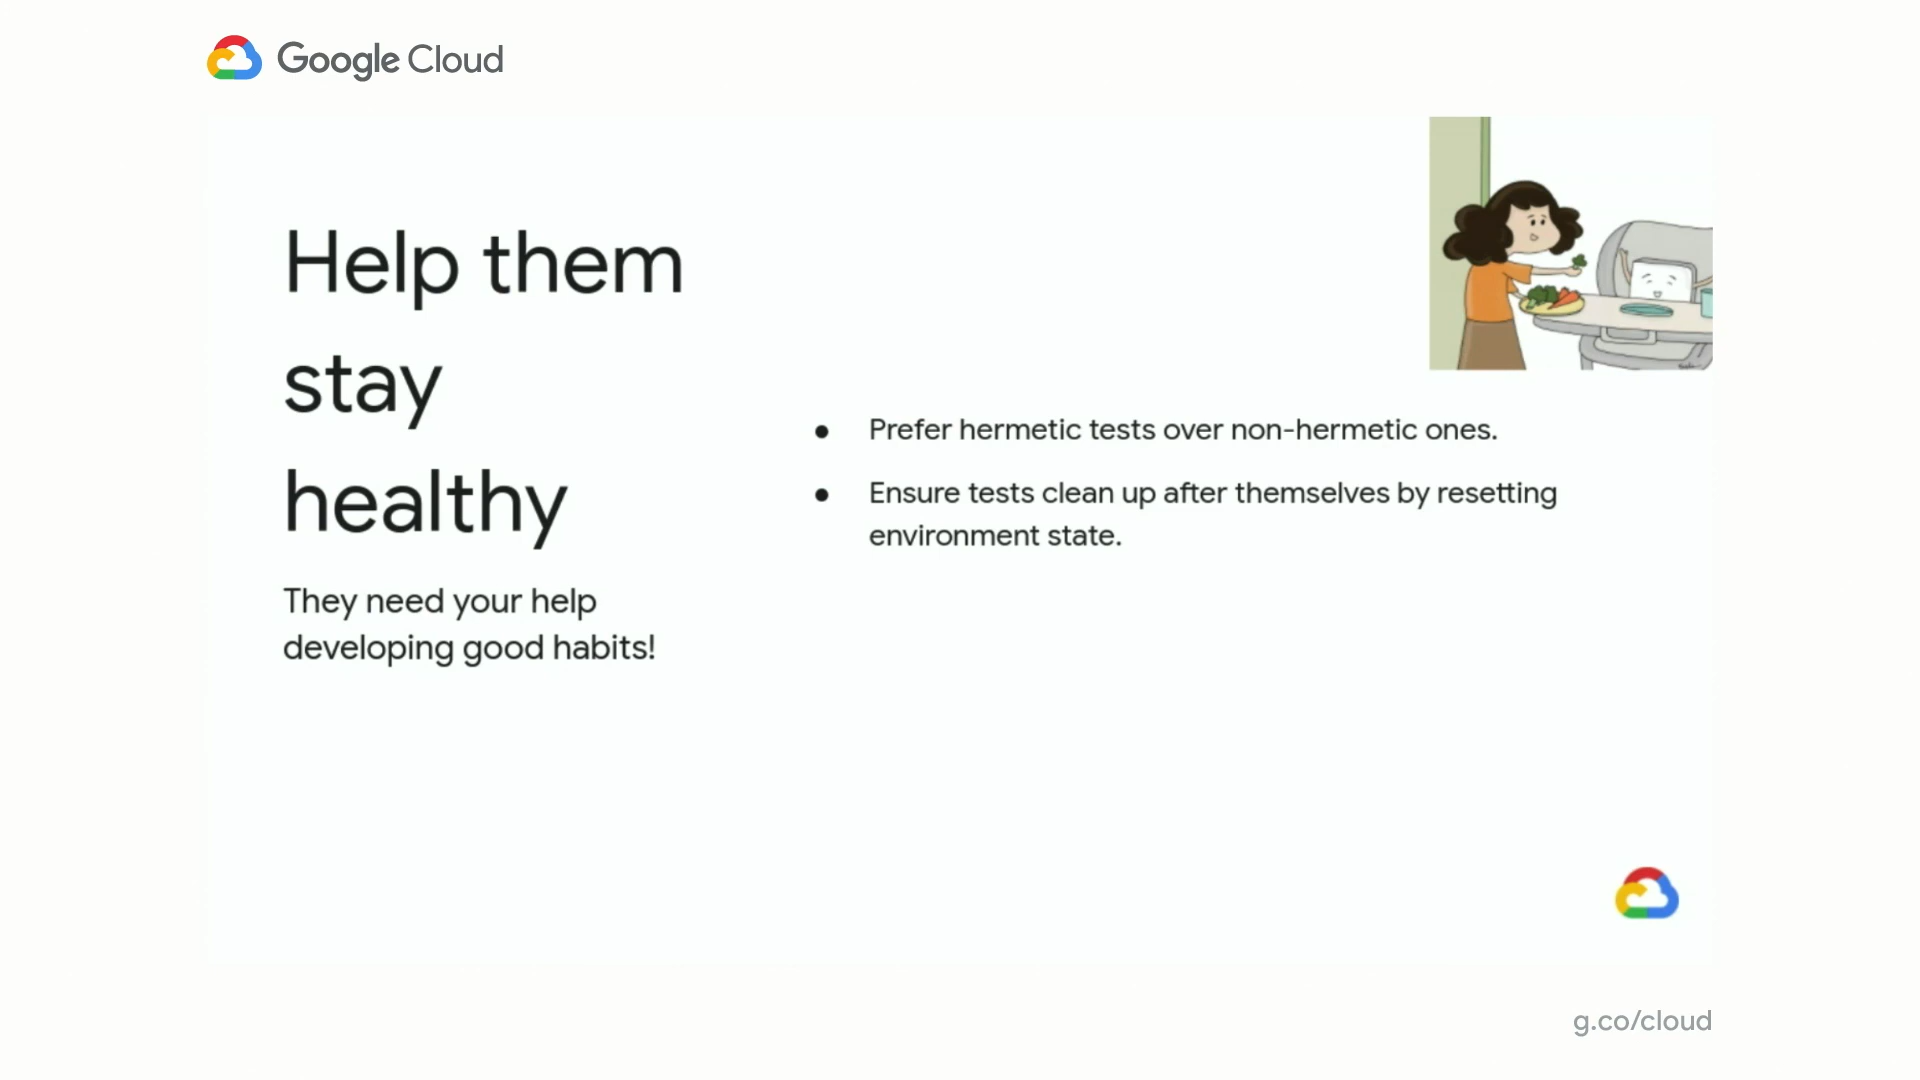 Google Cloud
Help them
stay
healthy
They need your help
developing good habits!
● Prefer hermetic tests over non-hermetic ones.
● Ensure tests clean up after themselves by resetting
environment state.
g.co/cloud